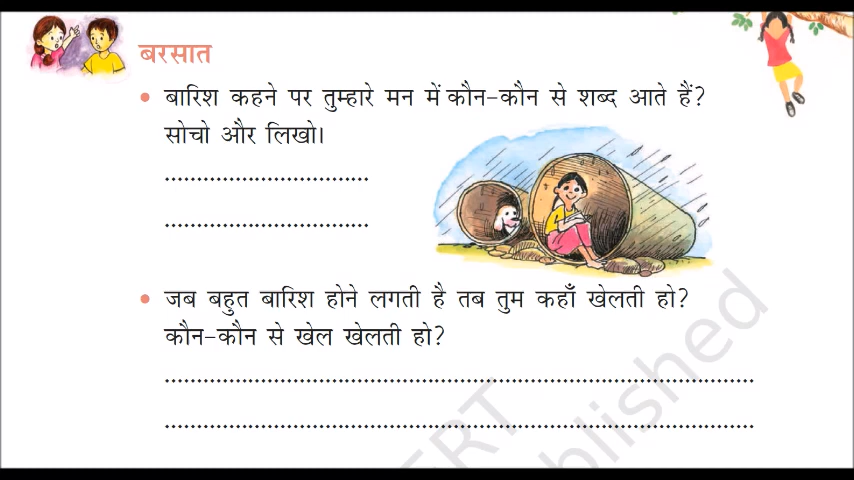 बरसात
• बारिश कहने पर तुम्हारे मन में कौन-कौन से शब्द आते हैं?
सोचो और लिखो।
• जब बहुत बारिश होने लगती है तब तुम कहाँ खेलती हो?
कौन-कौन से खेल खेलती हो?